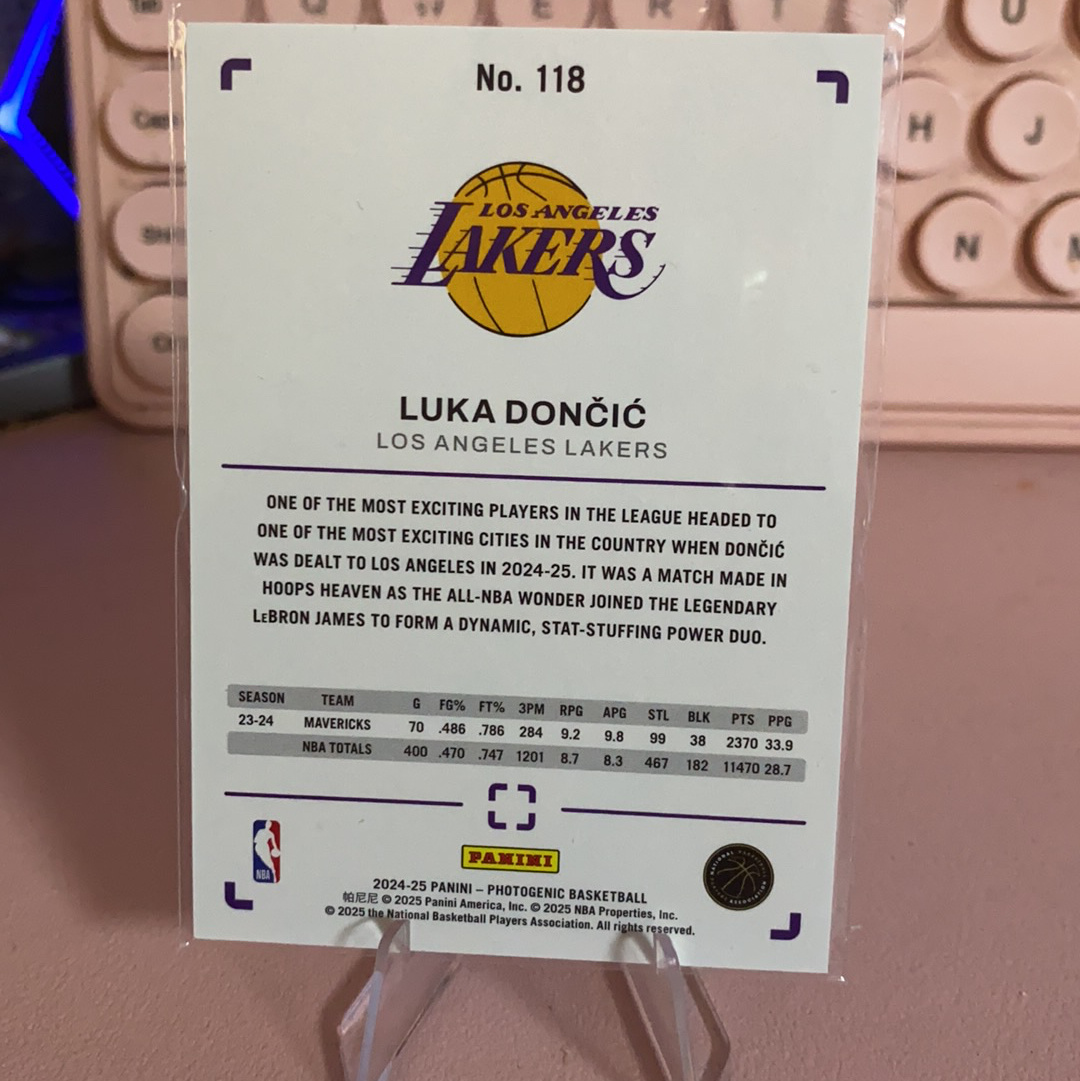 Q W E R T U
H J
N
No. 118
LOS ANGELES
LAKERS
LUKA DONČIĆ
LOS ANGELES LAKERS
ONE OF THE MOST EXCITING PLAYERS IN THE LEAGUE HEADED TO
ONE OF THE MOST EXCITING CITIES IN THE COUNTRY WHEN DONČIĆ
WAS DEALT TO LOS ANGELES IN 2024-25. IT WAS A MATCH MADE IN
HOOPS HEAVEN AS THE ALL-NBA WONDER JOINED THE LEGENDARY
LEBRON JAMES TO FORM A DYNAMIC, STAT-STUFFING POWER DUO.
SEASON TEAM G FG% FT% 3PM RPG APG STL BLK PTS PPG
23-24 MAVERICKS 70 .486 .786 284 9.2 9.8 99 38 2370 33.9
NBA TOTALS 400 .470 .747 1201 8.7 8.3 467 182 11470 28.7
NBA
PANINI
NATIONAL BASKETBALL PLAYERS ASSOCIATION
2024-25 PANINI – PHOTOGENIC BASKETBALL
帕尼尼 © 2025 Panini America, Inc. © 2025 NBA Properties, Inc.
© 2025 the National Basketball Players Association. All rights reserved.